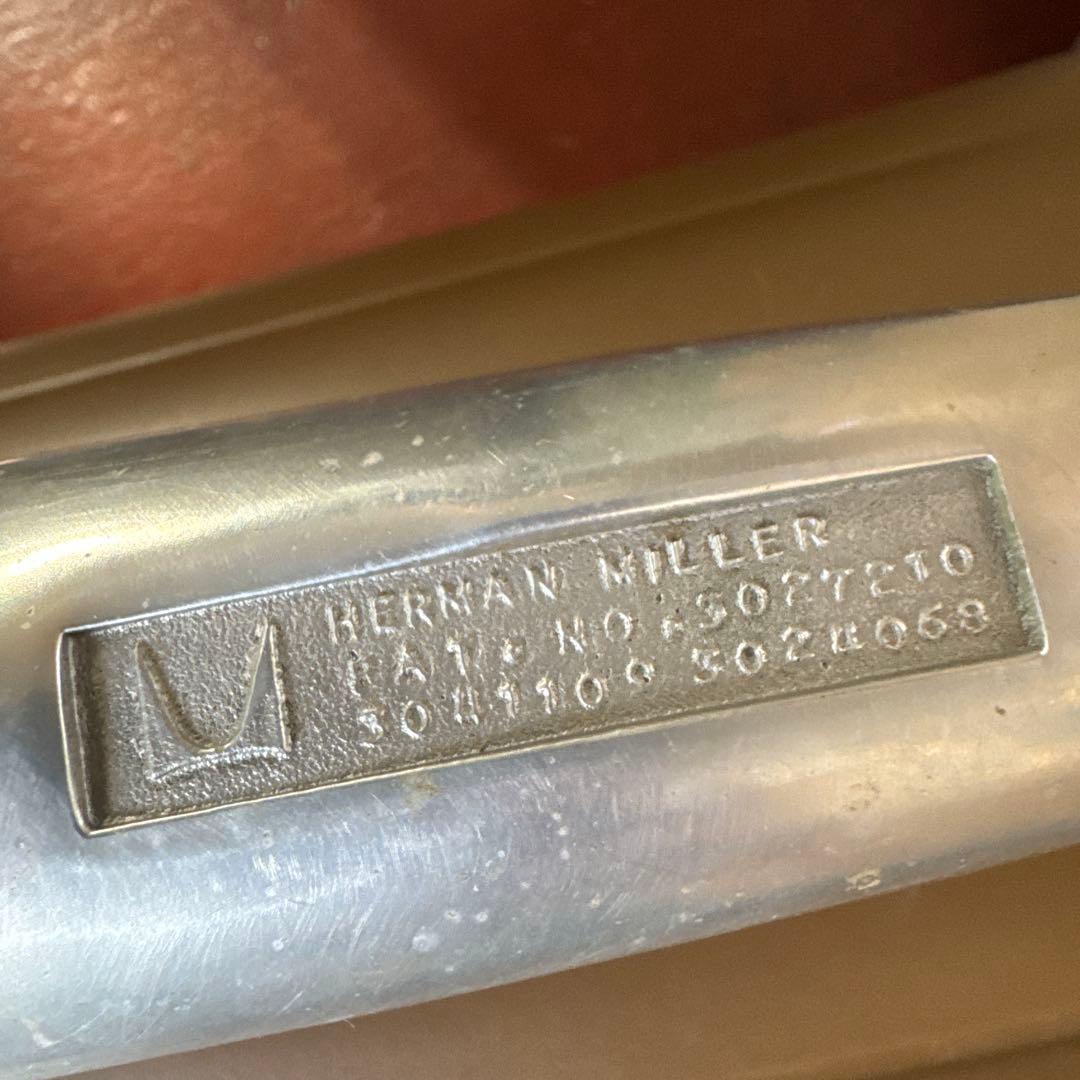 HERMAN MILLER
PAT. NO. 3027210
3041109 3024068